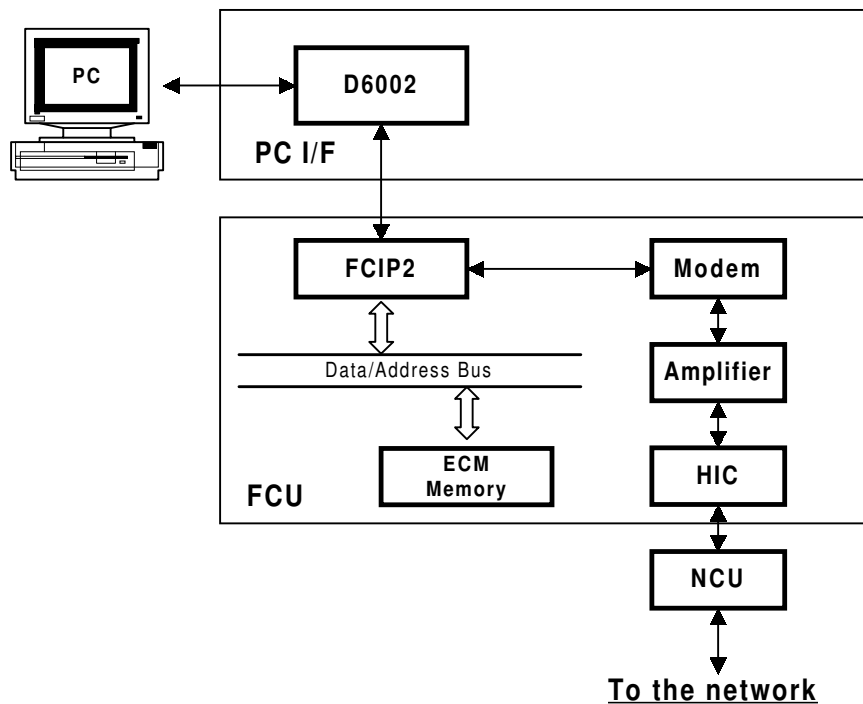 PC
D6002
PC I/F
FCIP2
Modem
Data/Address Bus
Amplifier
ECM
Memory
HIC
FCU
NCU
To the network